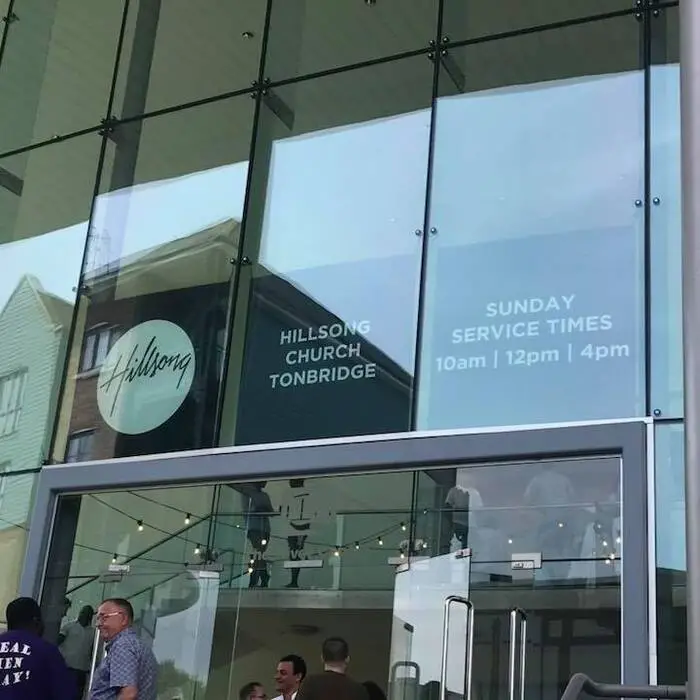 Hillsong
HILLSONG
CHURCH
TONBRIDGE
SUNDAY
SERVICE TIMES
10am | 12pm | 4pm